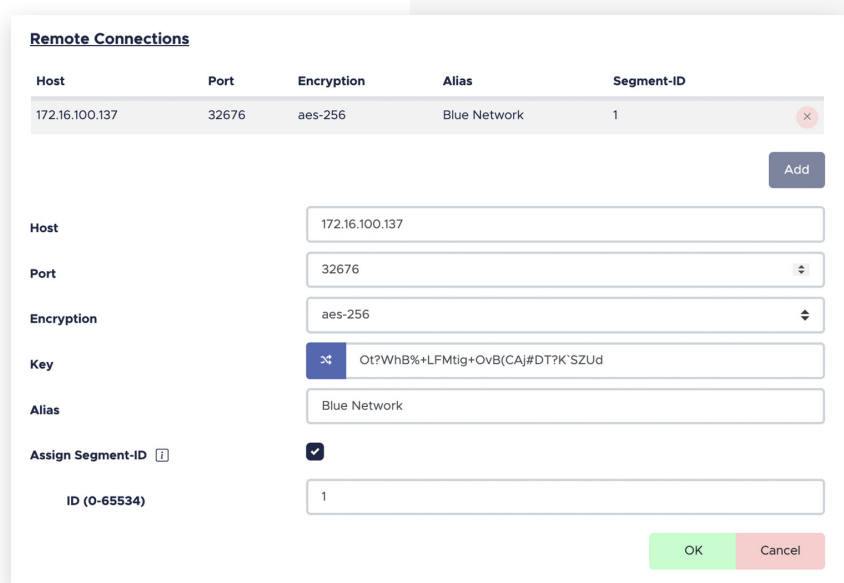 Remote Connections
Host Port Encryption Alias Segment-ID
172.16.100.137 32676 aes-256 Blue Network 1
Add
Host 172.16.100.137
Port 32676
Encryption aes-256
Key Ot?WhB%+LFMtig+OvB(CAj#DT?K`SZUd
Alias Blue Network
Assign Segment-ID
ID (0-65534) 1
OK Cancel